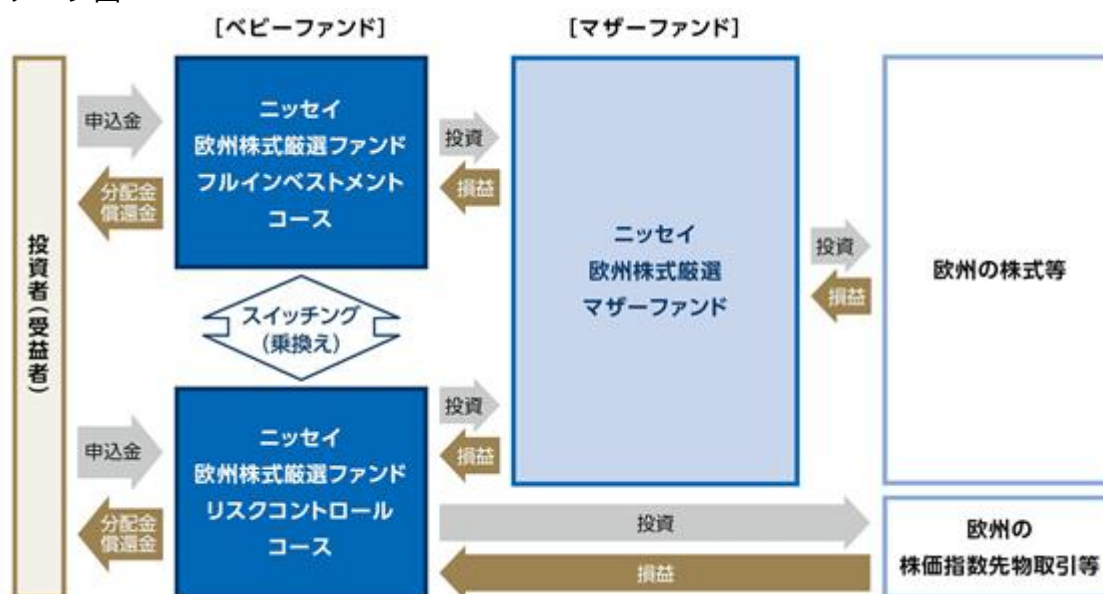 [ベビーファンド]
[マザーファンド]
投資者（受益者）
申込金
分配金
償還金
ニッセイ
欧州株式厳選ファンド
フルインベストメント
コース
投資
損益
スイッチング
（乗換え）
申込金
分配金
償還金
ニッセイ
欧州株式厳選ファンド
リスクコントロール
コース
投資
損益
ニッセイ
欧州株式厳選
マザーファンド
投資
損益
欧州の株式等
投資
損益
欧州の
株価指数先物取引等